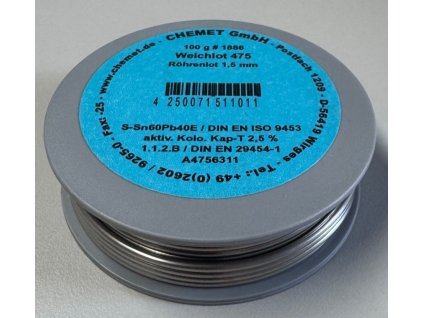 www.chemet.de - CHEMET GmbH - Postfach 1209 - D-56419 Wirges - Tel.: +49 (0)2602 / 9265-0 - Fax: -25 -
100 g # 1886
Weichlot 475
Röhrenlot 1,5 mm
4 250071 511011
S-Sn60Pb40E / DIN EN ISO 9453
aktiv. Kolo. Kap-T 2,5 %
1.1.2.B / DIN EN 29454-1
A4756311